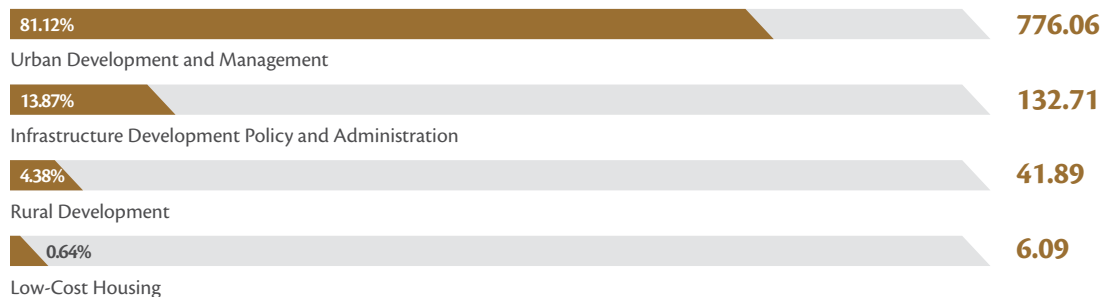 81.12% 776.06
Urban Development and Management
13.87% 132.71
Infrastructure Development Policy and Administration
4.38% 41.89
Rural Development
0.64% 6.09
Low-Cost Housing